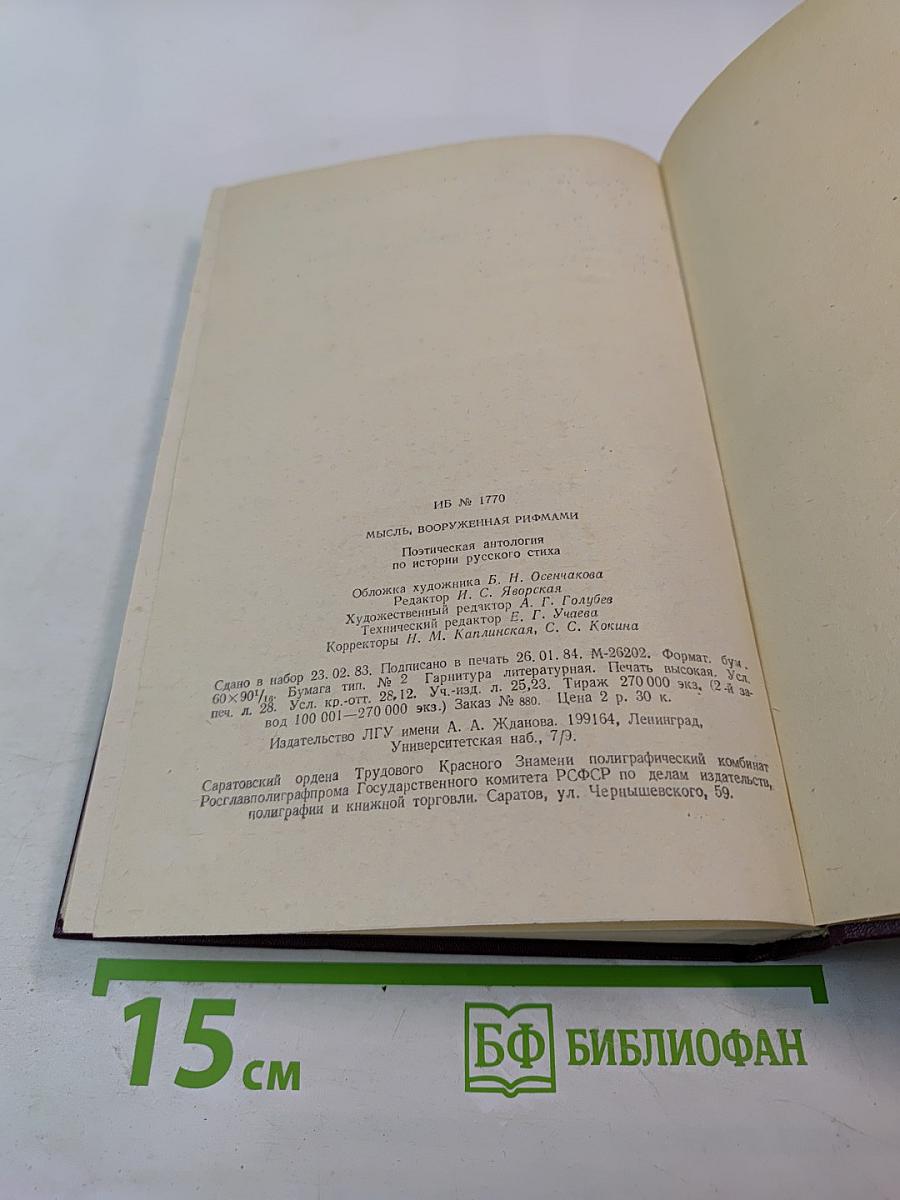 ИБ № 1770
МЫСЛЬ, ВООРУЖЕННАЯ РИФМАМИ
Поэтическая антология
по истории русского стиха
Обложка художника Б. Н. Осенчакова
Редактор И. С. Яворская
Художественный редактор А. Г. Голубев
Технический редактор Е. Г. Учаева
Корректоры Н. М. Каплинская, С. С. Кокина
Сдано в набор 23.02.83. Подписано в печать 26.01.84. М-26202. Формат. бум.
60×90¹/₁₆. Бумага тип. № 2 Гарнитура литературная. Печать высокая. Усл.
печ. л. 28. Усл. кр.-отт. 28,12. Уч.-изд. л. 25,23. Тираж 270 000 экз. (2-й за-
вод 100 001—270 000 экз.) Заказ № 880. Цена 2 р. 30 к.
Издательство ЛГУ имени А. А. Жданова. 199164, Ленинград,
Университетская наб., 7/9.
Саратовский ордена Трудового Красного Знамени полиграфический комбинат
Росглавполиграфпрома Государственного комитета РСФСР по делам издательств,
полиграфии и книжной торговли. Саратов, ул. Чернышевского, 59.
15 см
БФ БИБЛИОФАН